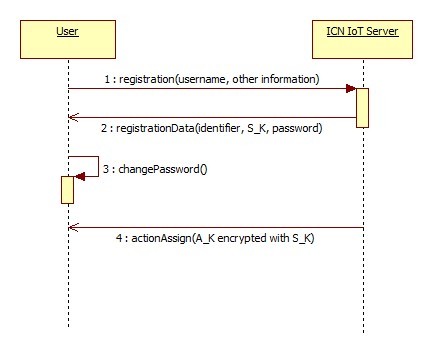 User
ICN IoT Server
1 : registration(username, other information)
2 : registrationData(identifier, S_K, password)
3 : changePassword()
4 : actionAssign(A_K encrypted with S_K)